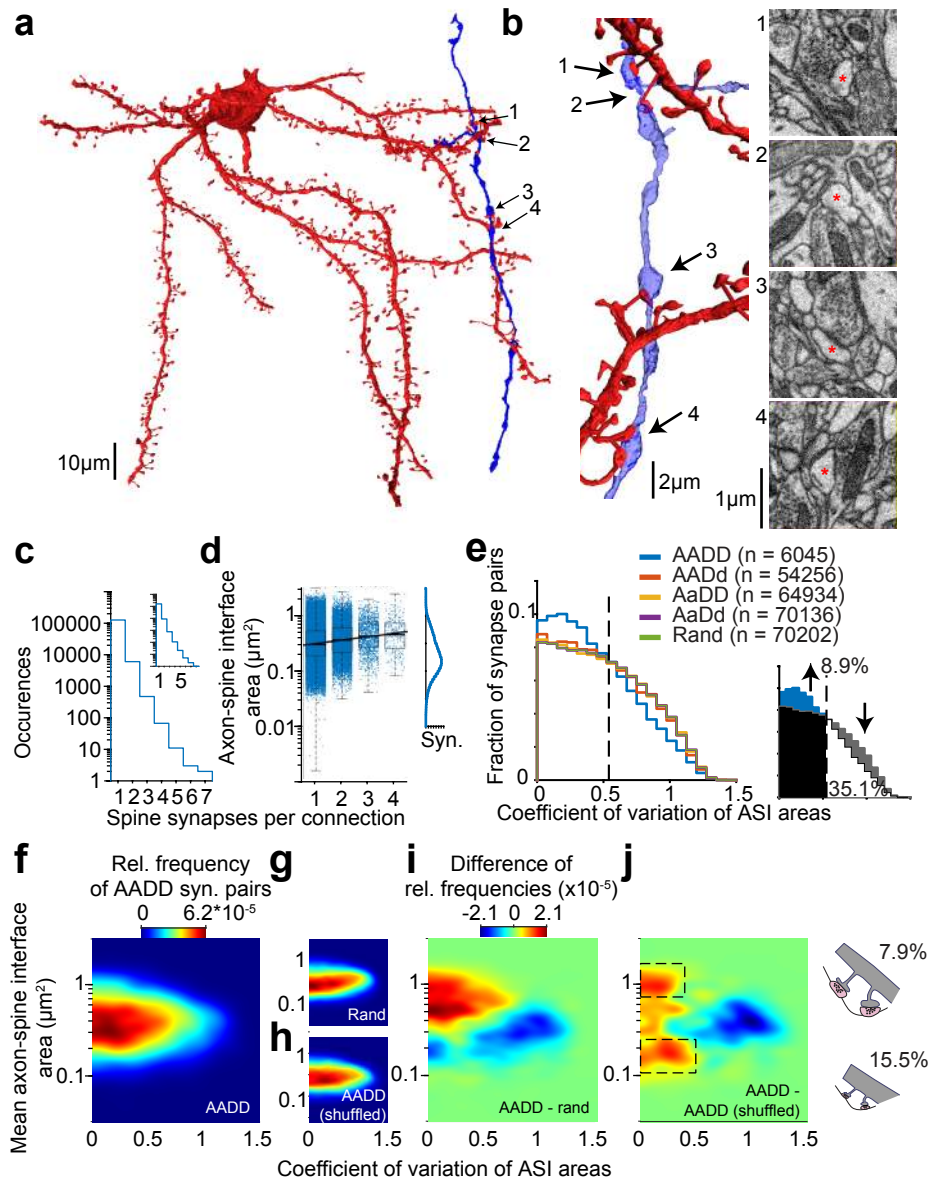 a
1
2
3
4
10µm
b
1
2
3
4
2µm
1
*
2
*
3
*
4
*
1µm
c
Occurences
100000
10000
1000
100
10
1
1 5
1 2 3 4 5 6 7
Spine synapses per connection
d
Axon-spine interface
area (µm²)
1
0.1
0.01
1 2 3 4
Syn.
e
AADD (n = 6045)
AADd (n = 54256)
AaDD (n = 64934)
AaDd (n = 70136)
Rand (n = 70202)
Fraction of synapse pairs
0.1
0
0 0.5 1 1.5
Coefficient of variation of ASI areas
8.9%
35.1%
f
Rel. frequency
of AADD syn. pairs
0 6.2*10⁻⁵
Mean axon-spine interface
area (µm²)
1
0.1
AADD
0 0.5 1 1.5
g
1
0.1
Rand
h
1
0.1
AADD
(shuffled)
i
Difference of
rel. frequencies (x10⁻⁵)
-2.1 0 2.1
1
0.1
AADD - rand
0 0.5 1 1.5
j
1
0.1
AADD -
AADD (shuffled)
0 0.5 1 1.5
7.9%
15.5%
Coefficient of variation of ASI areas